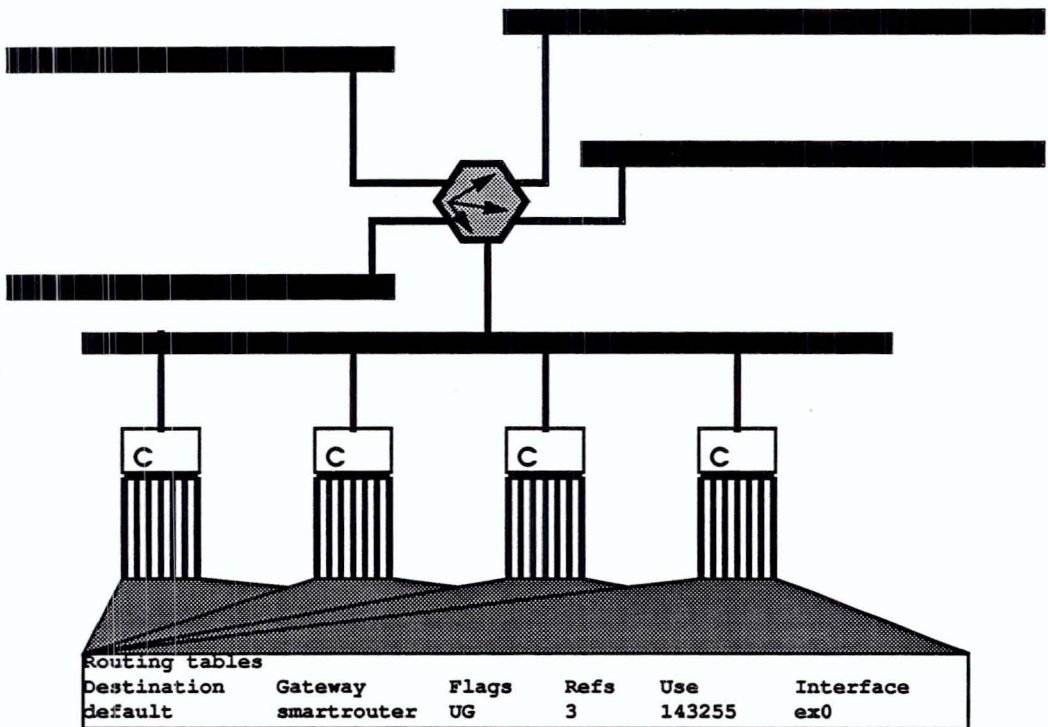 C C C C
Routing tables
Destination Gateway Flags Refs Use Interface
default smartrouter UG 3 143255 ex0